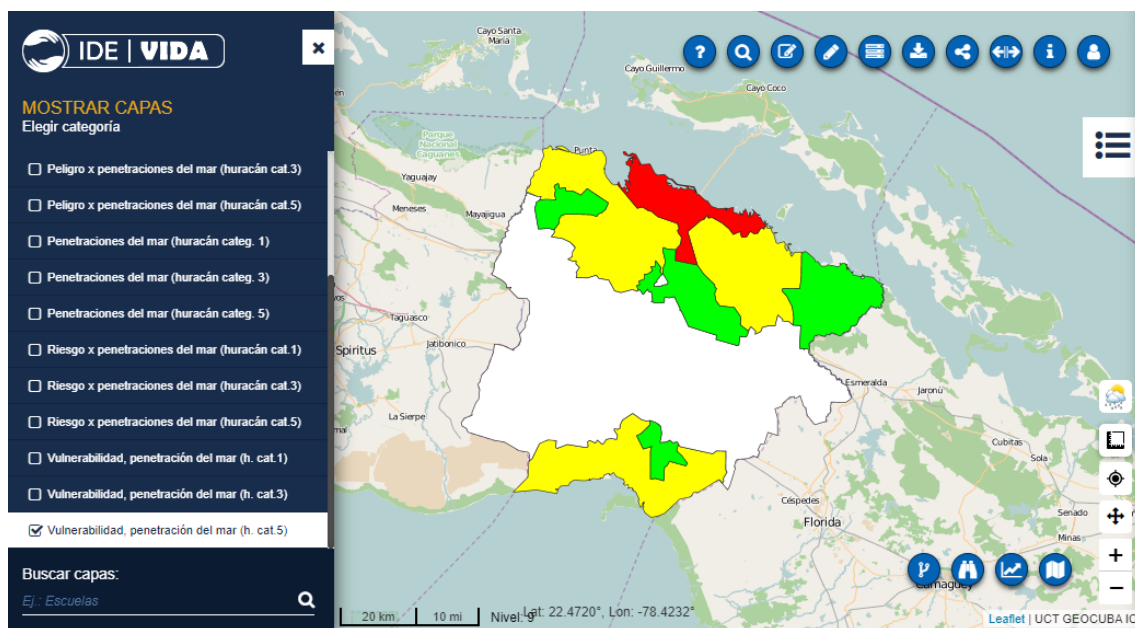 IDE | VIDA
MOSTRAR CAPAS
Elegir categoría
Peligro x penetraciones del mar (huracán cat.3)
Peligro x penetraciones del mar (huracán cat.5)
Penetraciones del mar (huracán categ. 1)
Penetraciones del mar (huracán categ. 3)
Penetraciones del mar (huracán categ. 5)
Riesgo x penetraciones del mar (huracán cat.1)
Riesgo x penetraciones del mar (huracán cat.3)
Riesgo x penetraciones del mar (huracán cat.5)
Vulnerabilidad, penetración del mar (h. cat.1)
Vulnerabilidad, penetración del mar (h. cat.3)
Vulnerabilidad, penetración del mar (h. cat.5)
Buscar capas:
Ej.: Escuelas
Cayo Santa
Maria
Cayo Guillermo
Cayo Coco
Parque
Nacional
Caguanes
Punta
Yaguajay
Meneses
Mayajigua
Taguasco
Jatibonico
Spiritus
La Sierpe
Esmeralda
Jaronú
Cubitas
Sola
Céspedes
Florida
Senado
Minas
Camagüey
20 km
10 mi
Nivel: 9
Lat: 22.4720°, Lon: -78.4232°
Leaflet | UCT GEOCUBA IC